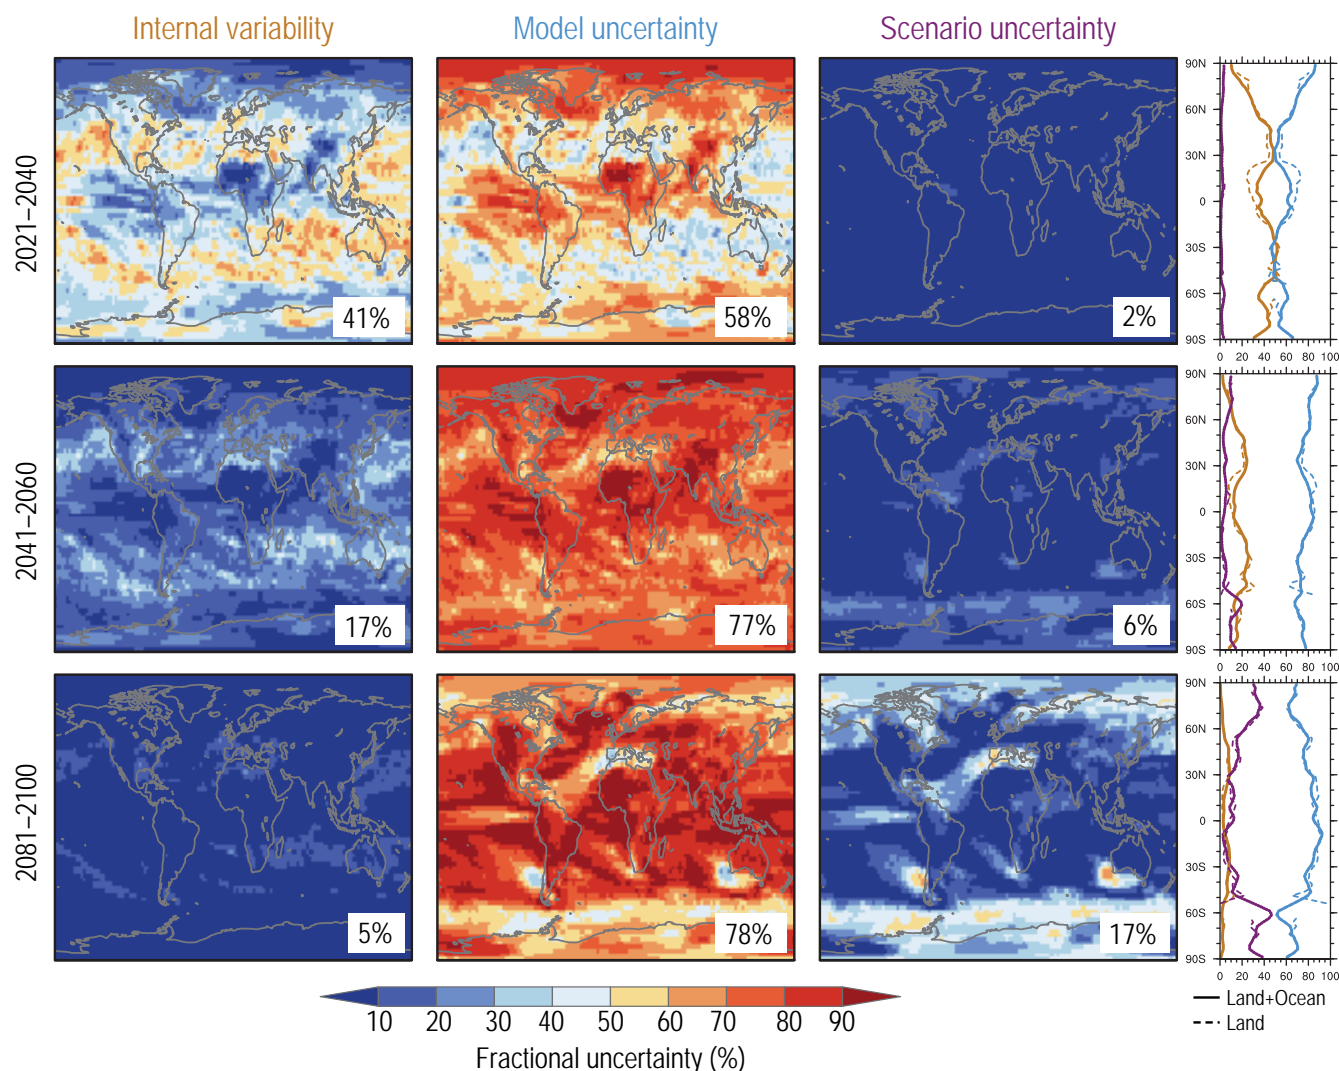 Internal variability
Model uncertainty
Scenario uncertainty
2021–2040
41%
58%
2%
90N
60N
30N
0
30S
60S
90S
0 20 40 60 80 100
2041–2060
17%
77%
6%
90N
60N
30N
0
30S
60S
90S
0 20 40 60 80 100
2081–2100
5%
78%
17%
90N
60N
30N
0
30S
60S
90S
0 20 40 60 80 100
10 20 30 40 50 60 70 80 90
Fractional uncertainty (%)
Land+Ocean
Land